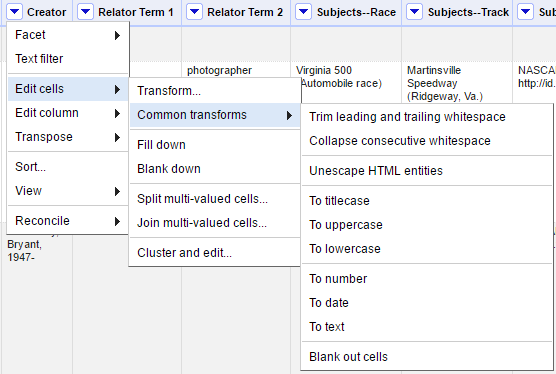 Creator
Relator Term 1
Relator Term 2
Subjects--Race
Subjects--Track
Facet
Text filter
Edit cells
Edit column
Transpose
Sort...
View
Reconcile
Bryant,
1947-
photographer
Virginia 500
(Automobile race)
Martinsville
Speedway
(Ridgeway, Va.)
NASCA
http://id.
Transform...
Common transforms
Fill down
Blank down
Split multi-valued cells...
Join multi-valued cells...
Cluster and edit...
Trim leading and trailing whitespace
Collapse consecutive whitespace
Unescape HTML entities
To titlecase
To uppercase
To lowercase
To number
To date
To text
Blank out cells